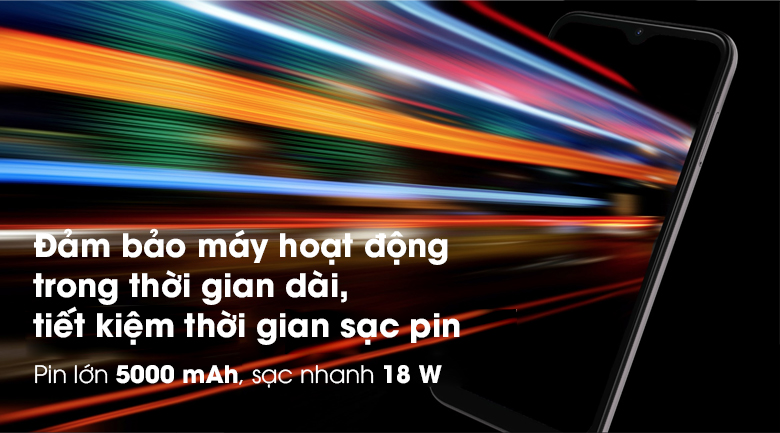 Đảm bảo máy hoạt động
trong thời gian dài,
tiết kiệm thời gian sạc pin
Pin lớn 5000 mAh, sạc nhanh 18 W